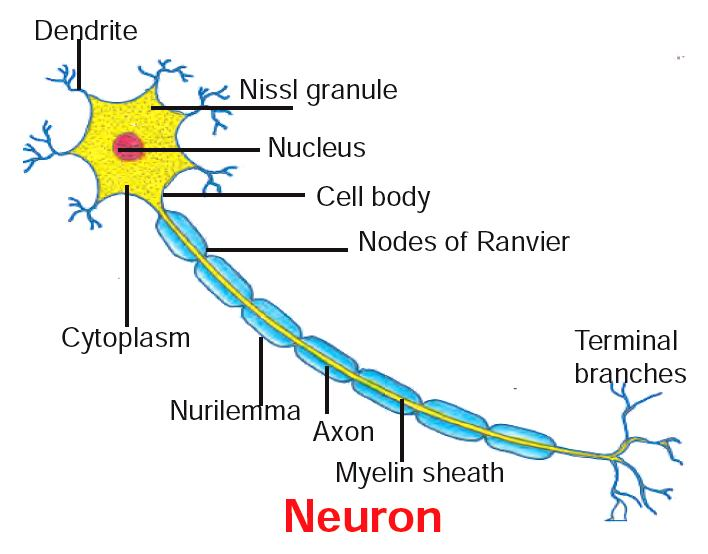 Dendrite
Nissl granule
Nucleus
Cell body
Nodes of Ranvier
Cytoplasm
Terminal
branches
Nurilemma
Axon
Myelin sheath
Neuron